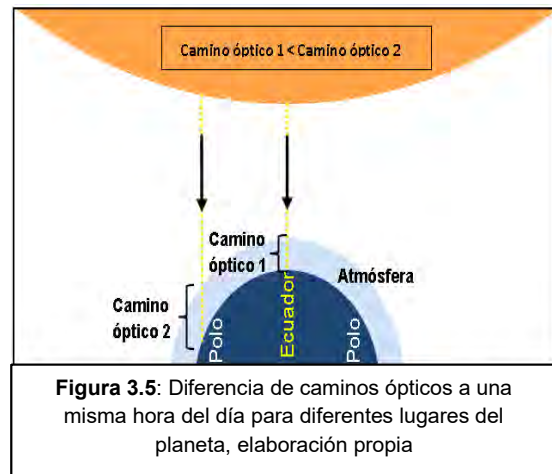 Camino óptico 1 < Camino óptico 2
Camino
óptico 1
Atmósfera
Camino
óptico 2
Polo
Ecuador
Polo
Figura 3.5: Diferencia de caminos ópticos a una
misma hora del día para diferentes lugares del
planeta, elaboración propia